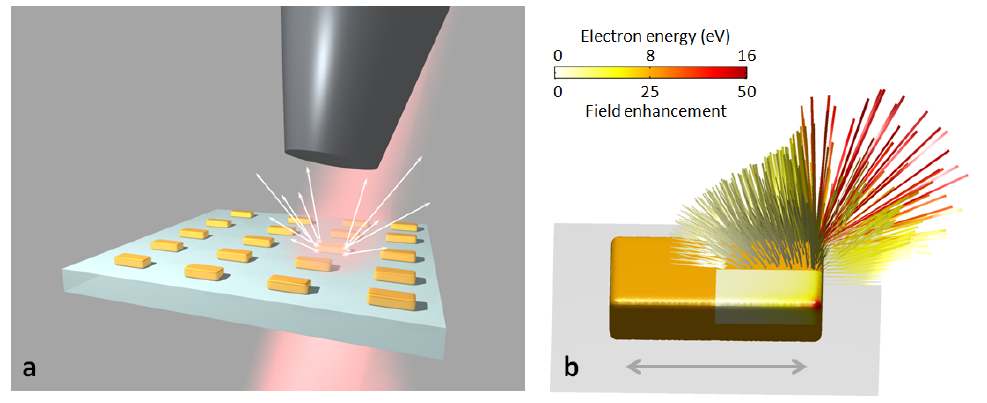 a
Electron energy (eV)
0 8 16
0 25 50
Field enhancement
b